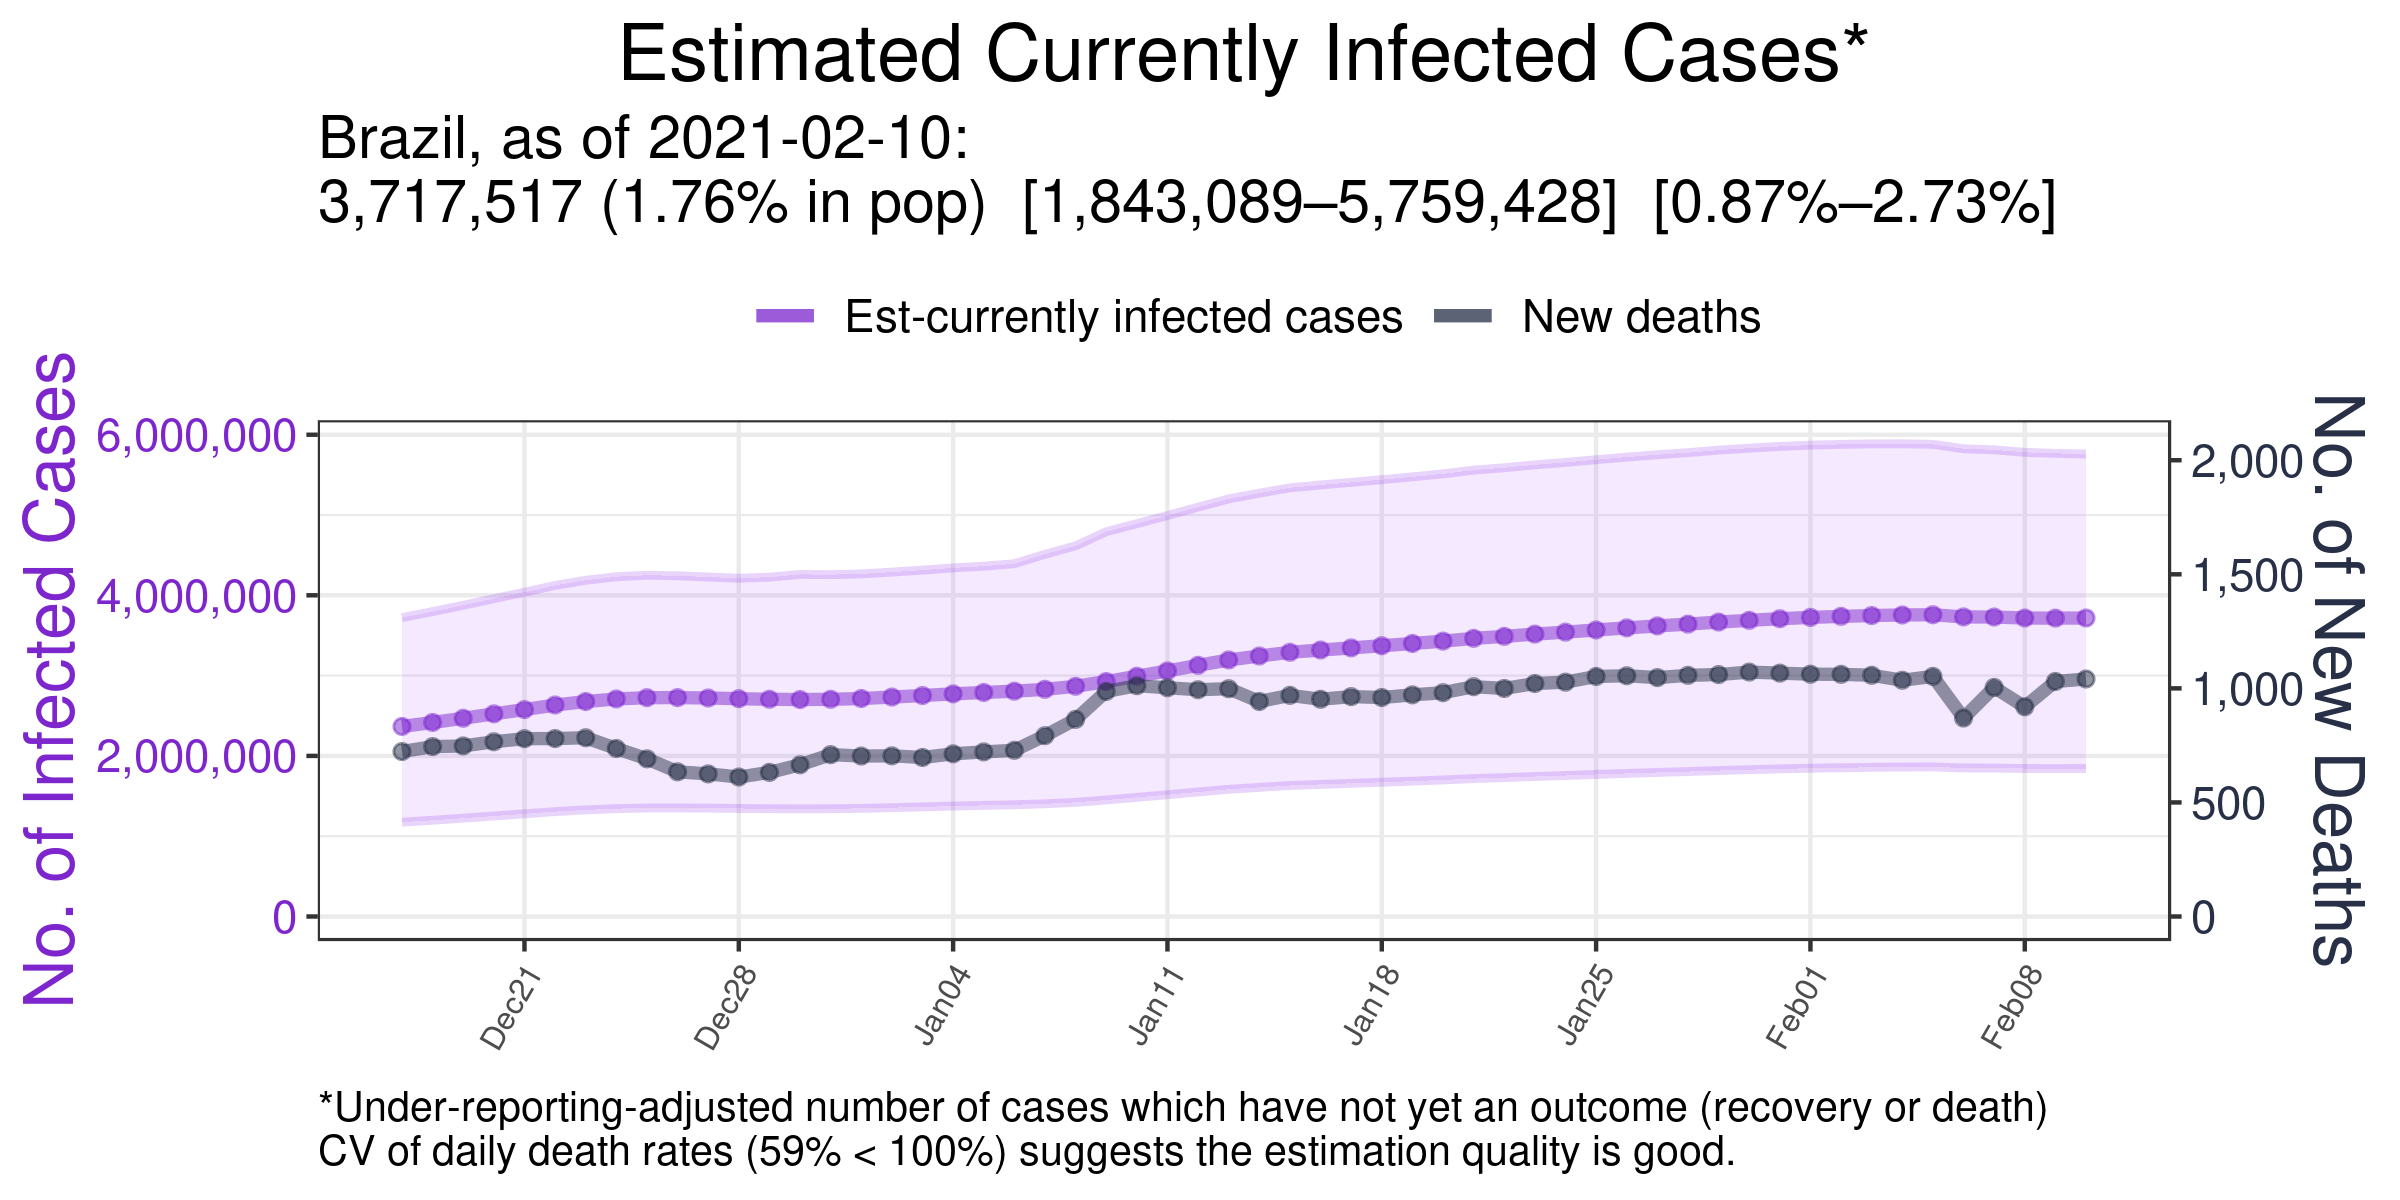 Estimated Currently Infected Cases*
Brazil, as of 2021-02-10:
3,717,517 (1.76% in pop) [1,843,089–5,759,428] [0.87%–2.73%]
Est-currently infected cases
New deaths
No. of Infected Cases
6,000,000
4,000,000
2,000,000
0
No. of New Deaths
2,000
1,500
1,000
500
0
Dec21
Dec28
Jan04
Jan11
Jan18
Jan25
Feb01
Feb08
*Under-reporting-adjusted number of cases which have not yet an outcome (recovery or death)
CV of daily death rates (59% < 100%) suggests the estimation quality is good.